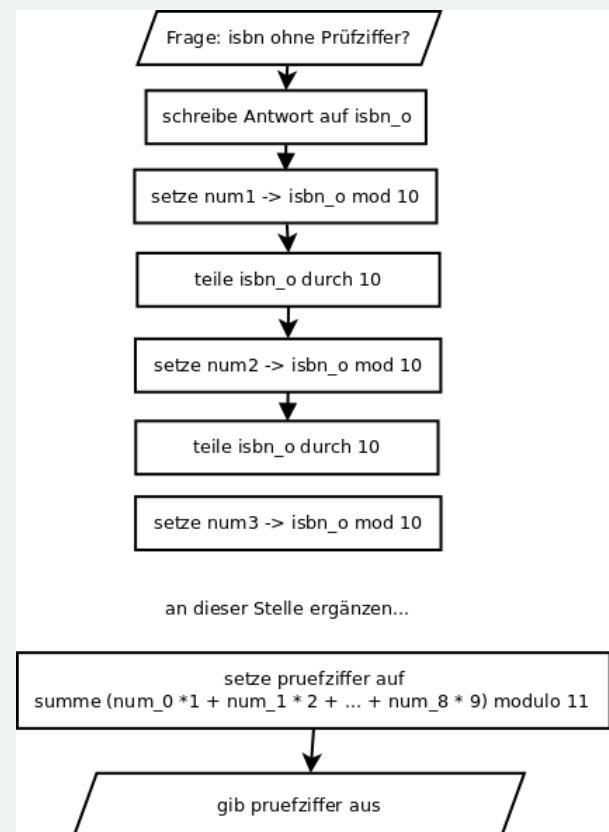 Frage: isbn ohne Prüfziffer?
schreibe Antwort auf isbn_o
setze num1 -> isbn_o mod 10
teile isbn_o durch 10
setze num2 -> isbn_o mod 10
teile isbn_o durch 10
setze num3 -> isbn_o mod 10
an dieser Stelle ergänzen...
setze pruefziffer auf
summe (num_0 *1 + num_1 * 2 + ... + num_8 * 9) modulo 11
gib pruefziffer aus